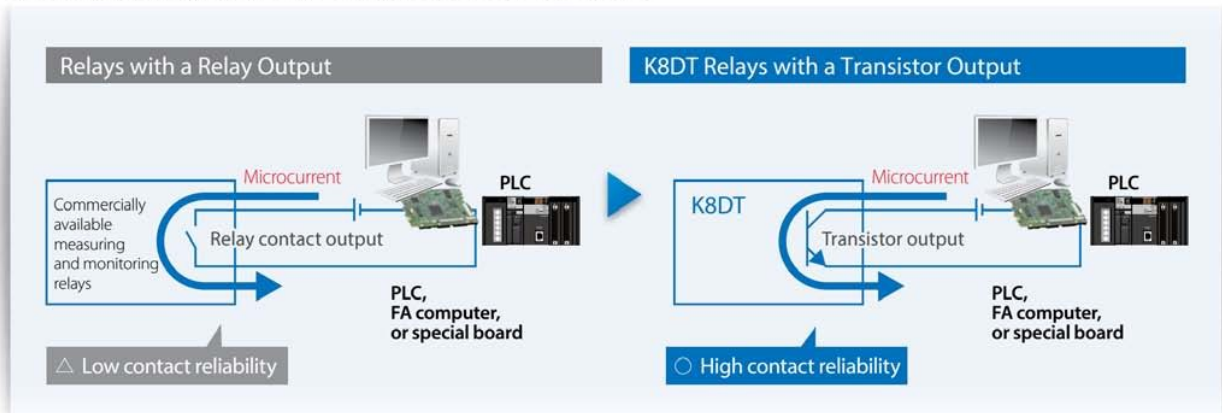 Relays with a Relay Output
Microcurrent
PLC
Commercially
available
measuring
and monitoring
relays
Relay contact output
PLC,
FA computer,
or special board
△ Low contact reliability
K8DT Relays with a Transistor Output
Microcurrent
PLC
K8DT
Transistor output
PLC,
FA computer,
or special board
○ High contact reliability